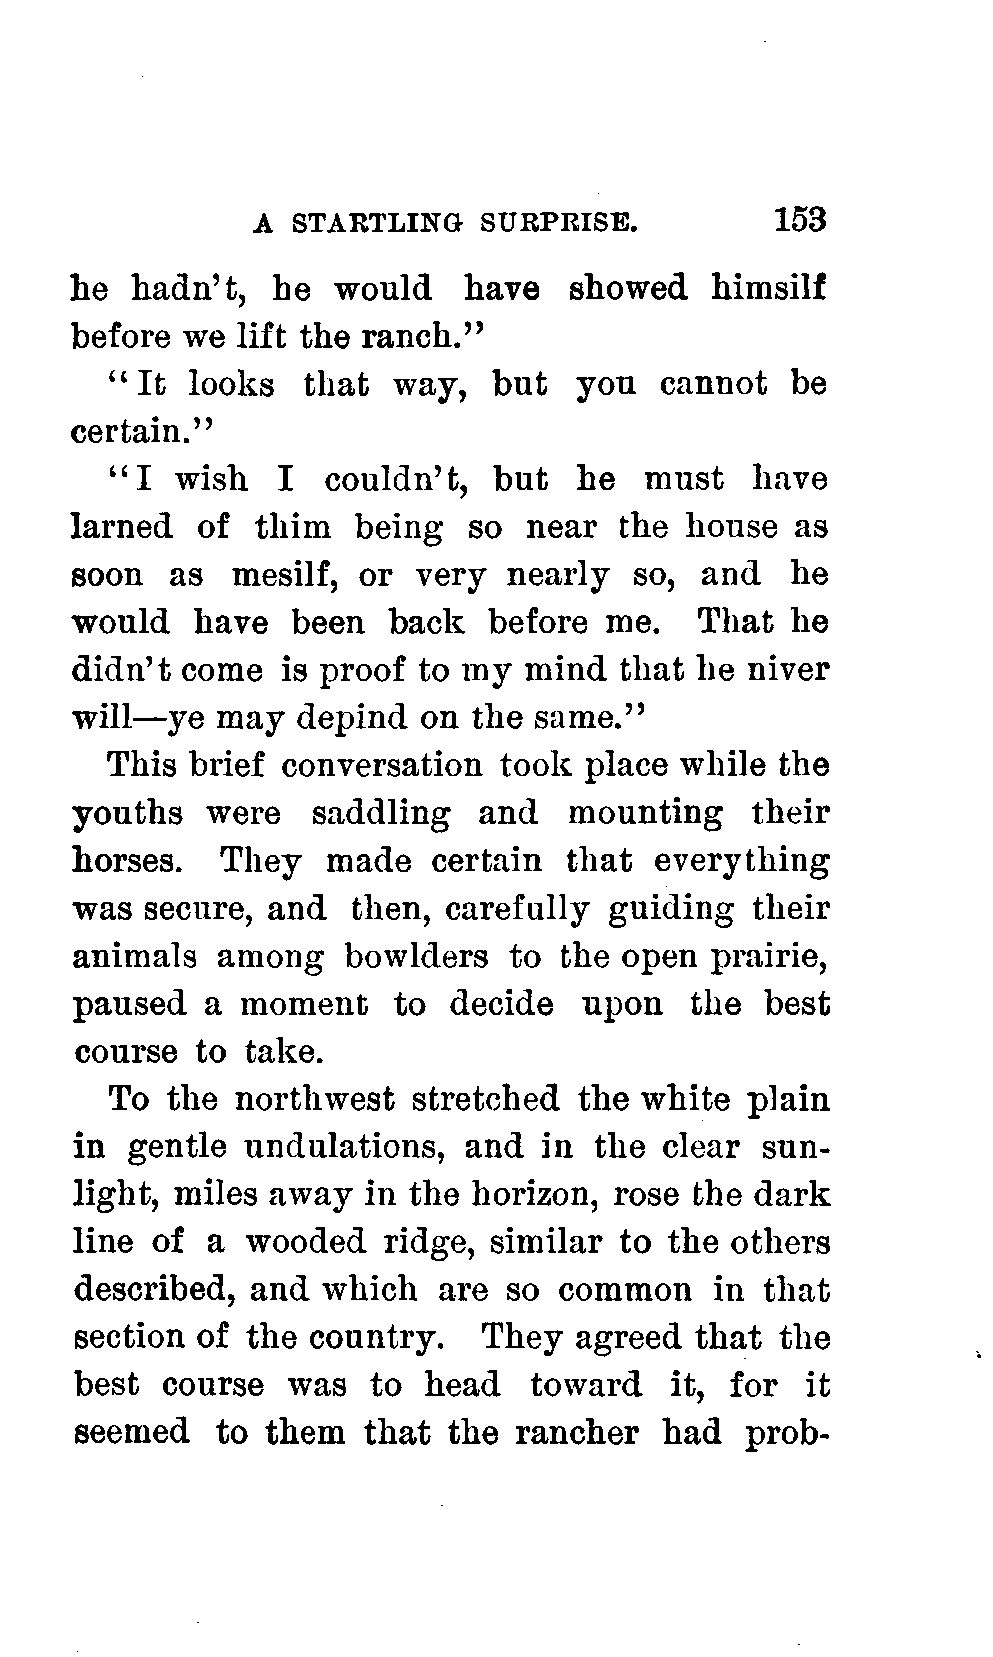 A STARTLING SURPRISE. 153
he hadn't, he would have showed himsilf
before we lift the ranch."
"It looks that way, but you cannot be
certain."
"I wish I couldn't, but he must have
larned of thim being so near the house as
soon as mesilf, or very nearly so, and he
would have been back before me. That he
didn't come is proof to my mind that he niver
will—ye may depind on the same."
This brief conversation took place while the
youths were saddling and mounting their
horses. They made certain that everything
was secure, and then, carefully guiding their
animals among bowlders to the open prairie,
paused a moment to decide upon the best
course to take.
To the northwest stretched the white plain
in gentle undulations, and in the clear sun-
light, miles away in the horizon, rose the dark
line of a wooded ridge, similar to the others
described, and which are so common in that
section of the country. They agreed that the
best course was to head toward it, for it
seemed to them that the rancher had prob-